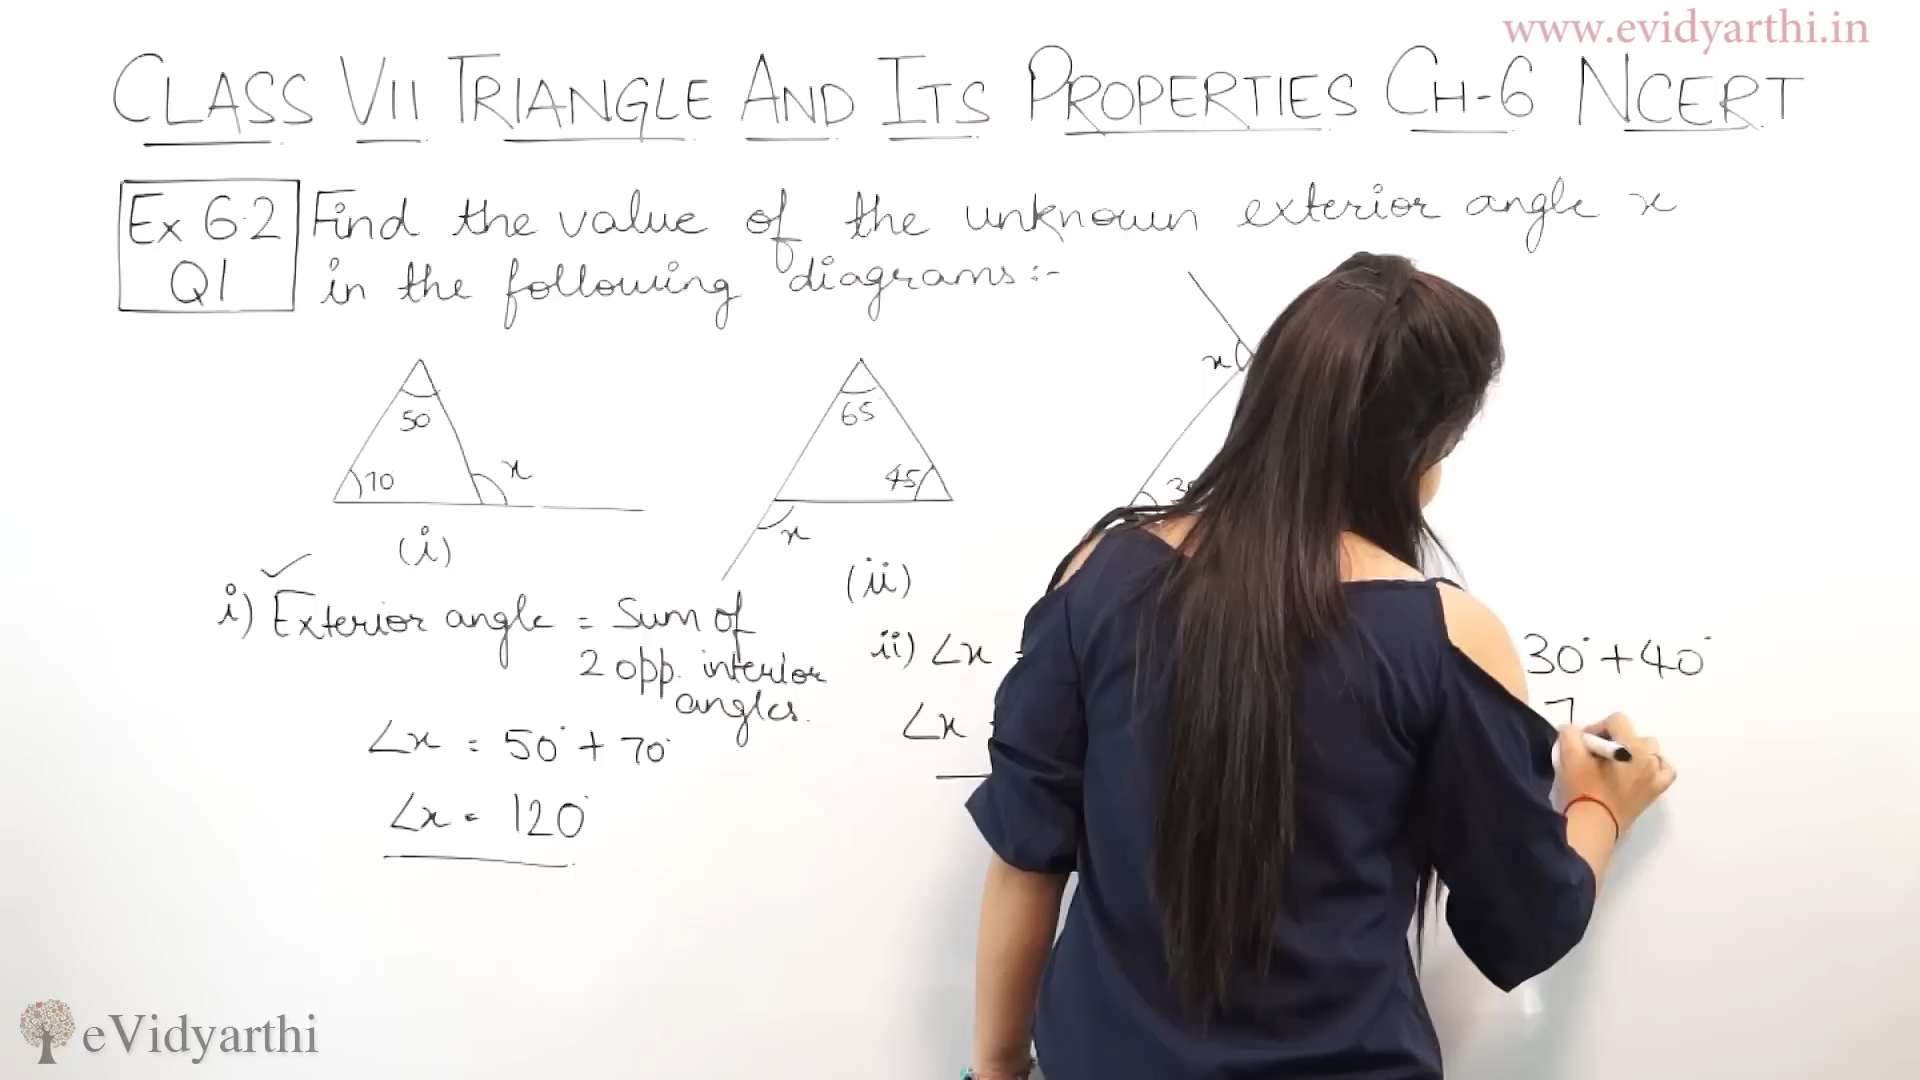 www.evidyarthi.in
CLASS VII TRIANGLE AND ITS PROPERTIES CH-6 NCERT
Ex 6.2
Q1
Find the value of the unknown exterior angle x
in the following diagrams:-
50
70
x
(i)
65
45
x
(ii)
x
i) Exterior angle = Sum of
2 opp. interior
angles.
∠x = 50° + 70°
∠x = 120°
ii) ∠x
∠x
30° + 40°
7
eVidyarthi